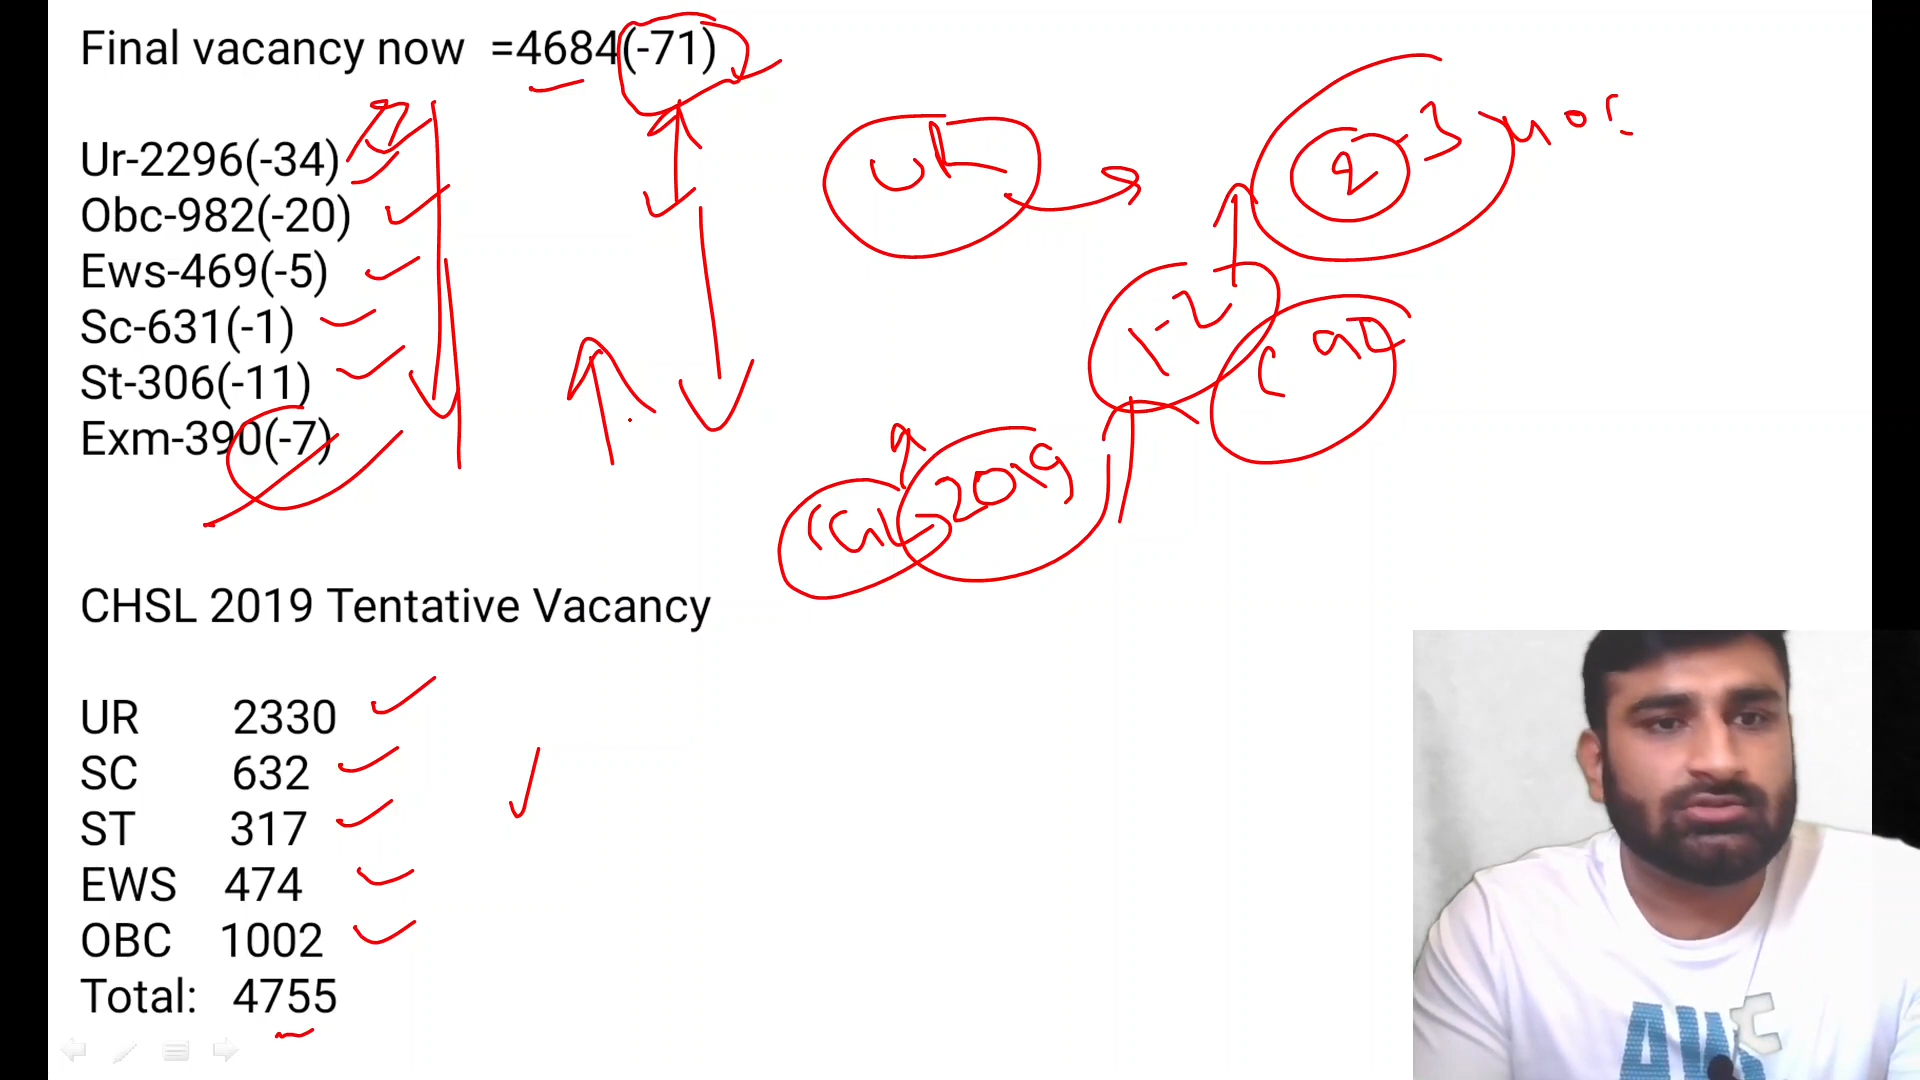 Final vacancy now =4684(-71)
Ur-2296(-34)
Obc-982(-20)
Ews-469(-5)
Sc-631(-1)
St-306(-11)
Exm-390(-7)
UR
2-3
1-2
Cat
CGL 2019
CHSL 2019 Tentative Vacancy
UR 2330
SC 632
ST 317
EWS 474
OBC 1002
Total: 4755